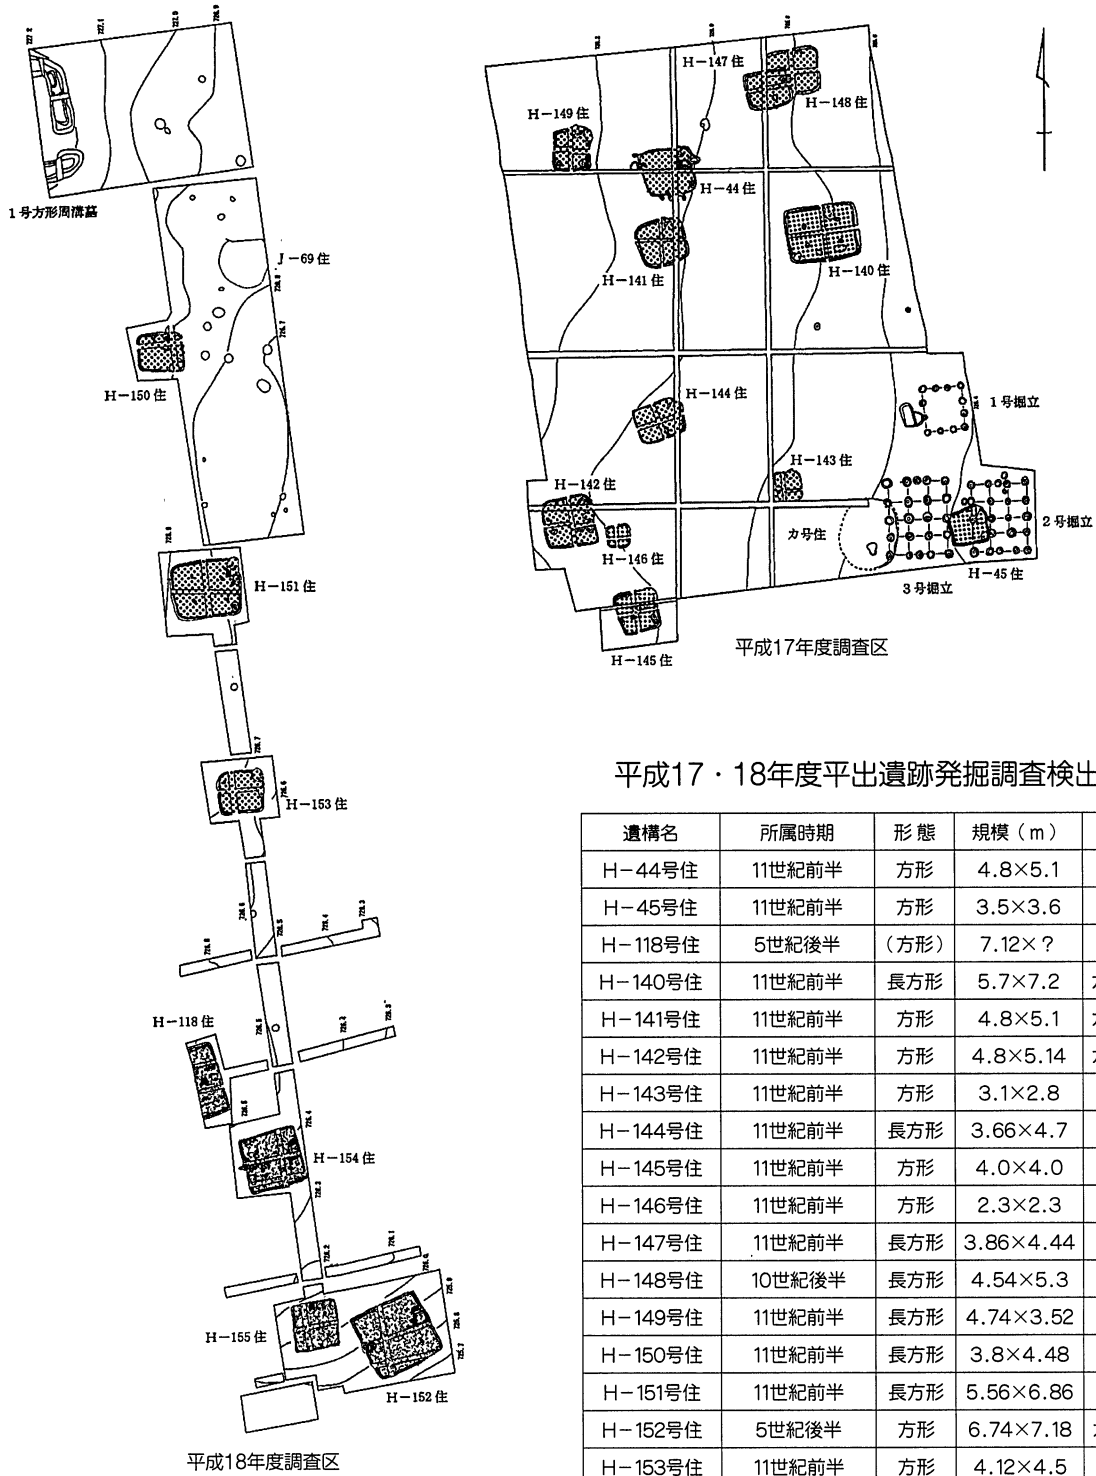 1号方形周溝墓
J-69住
H-150住
H-151住
H-153住
H-118住
H-154住
H-155住
H-152住
平成18年度調査区
H-147住
H-148住
H-149住
H-44住
H-141住
H-140住
H-144住
H-143住
H-142住
H-146住
H-145住
カ号住
1号掘立
2号掘立
3号掘立
H-45住
平成17年度調査区
平成17・18年度平出遺跡発掘調査検出
遺構名 所属時期 形態 規模(m)
H-44号住 11世紀前半 方形 4.8×5.1
H-45号住 11世紀前半 方形 3.5×3.6
H-118号住 5世紀後半 (方形) 7.12×?
H-140号住 11世紀前半 長方形 5.7×7.2
H-141号住 11世紀前半 方形 4.8×5.1
H-142号住 11世紀前半 方形 4.8×5.14
H-143号住 11世紀前半 方形 3.1×2.8
H-144号住 11世紀前半 長方形 3.66×4.7
H-145号住 11世紀前半 方形 4.0×4.0
H-146号住 11世紀前半 方形 2.3×2.3
H-147号住 11世紀前半 長方形 3.86×4.44
H-148号住 10世紀後半 長方形 4.54×5.3
H-149号住 11世紀前半 長方形 4.74×3.52
H-150号住 11世紀前半 長方形 3.8×4.48
H-151号住 11世紀前半 長方形 5.56×6.86
H-152号住 5世紀後半 方形 6.74×7.18
H-153号住 11世紀前半 方形 4.12×4.5